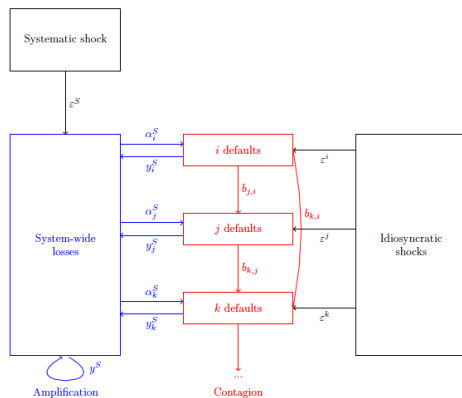 Systematic shock
ε^S
α_i^S
i defaults
y_i^S
ε^i
b_{j,i}
b_{k,i}
α_j^S
System-wide
losses
j defaults
y_j^S
ε^j
Idiosyncratic
shocks
b_{k,j}
α_k^S
k defaults
y_k^S
ε^k
y^S
...
Amplification
Contagion